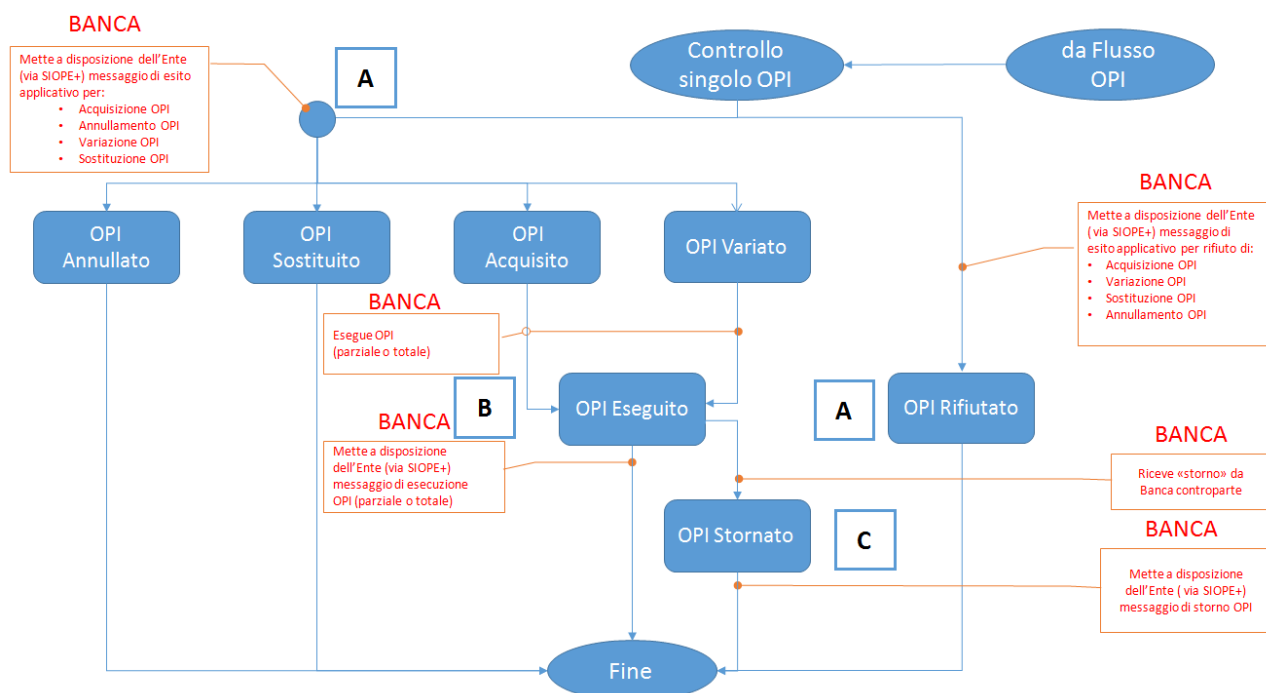 BANCA
Mette a disposizione dell'Ente
(via SIOPE+) messaggio di esito
applicativo per:
• Acquisizione OPI
• Annullamento OPI
• Variazione OPI
• Sostituzione OPI
A
Controllo
singolo OPI
da Flusso
OPI
OPI
Annullato
OPI
Sostituito
OPI
Acquisito
OPI Variato
BANCA
Mette a disposizione dell'Ente
( via SIOPE+) messaggio di
esito applicativo per rifiuto di:
• Acquisizione OPI
• Variazione OPI
• Sostituzione OPI
• Annullamento OPI
BANCA
Esegue OPI
(parziale o totale)
B
OPI Eseguito
A
OPI Rifiutato
BANCA
Mette a disposizione
dell'Ente (via SIOPE+)
messaggio di esecuzione
OPI (parziale o totale)
BANCA
Riceve «storno» da
Banca controparte
OPI Stornato
C
BANCA
Mette a disposizione
dell'Ente ( via SIOPE+)
messaggio di storno OPI
Fine